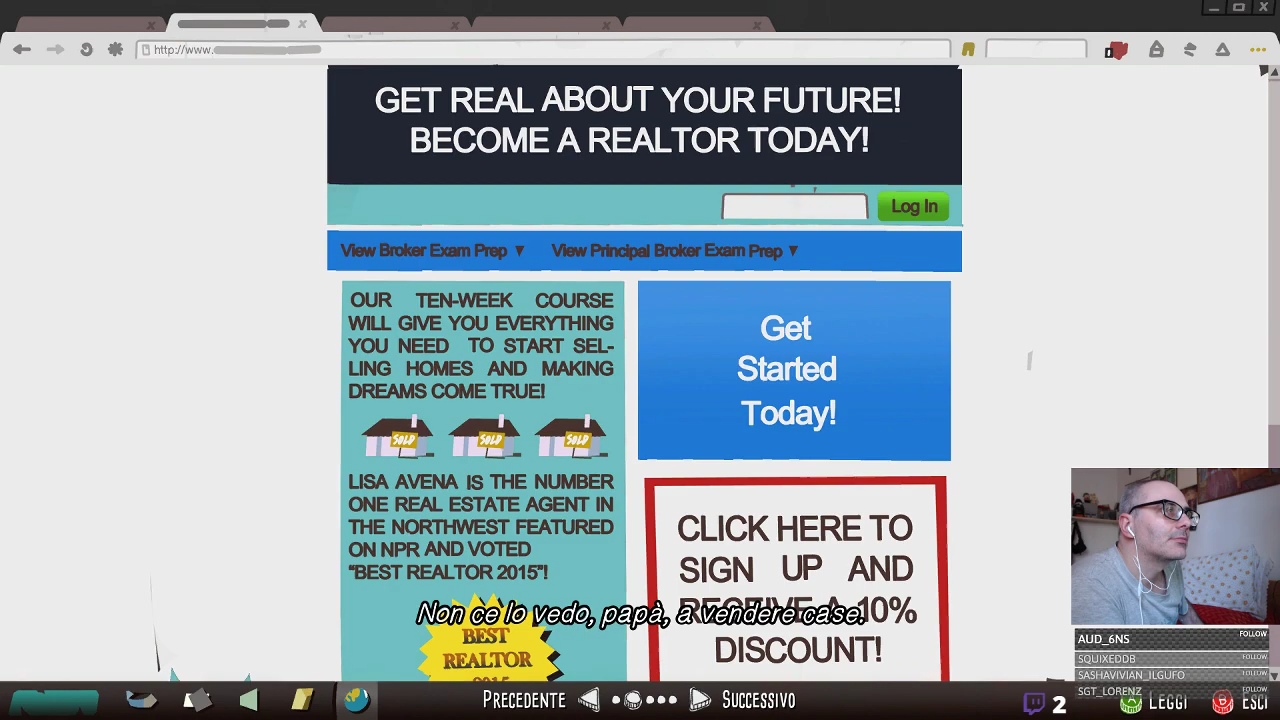 http://www.
GET REAL ABOUT YOUR FUTURE!
BECOME A REALTOR TODAY!
Log In
View Broker Exam Prep ▼ View Principal Broker Exam Prep ▼
OUR TEN-WEEK COURSE
WILL GIVE YOU EVERYTHING
YOU NEED TO START SEL-
LING HOMES AND MAKING
DREAMS COME TRUE!
SOLD SOLD SOLD
LISA AVENA IS THE NUMBER
ONE REAL ESTATE AGENT IN
THE NORTHWEST FEATURED
ON NPR AND VOTED
"BEST REALTOR 2015"!
BEST
REALTOR
2015
Get
Started
Today!
CLICK HERE TO
SIGN UP AND
RECEIVE A 10%
DISCOUNT!
Non ce lo vedo, papà, a vendere case.
AUD_6NS FOLLOW
SQUIXEDDB FOLLOW
SASHAVIVIAN_ILGUFO FOLLOW
SGT_LORENZ FOLLOW
PRECEDENTE SUCCESSIVO
2 LEGGI B ESCI